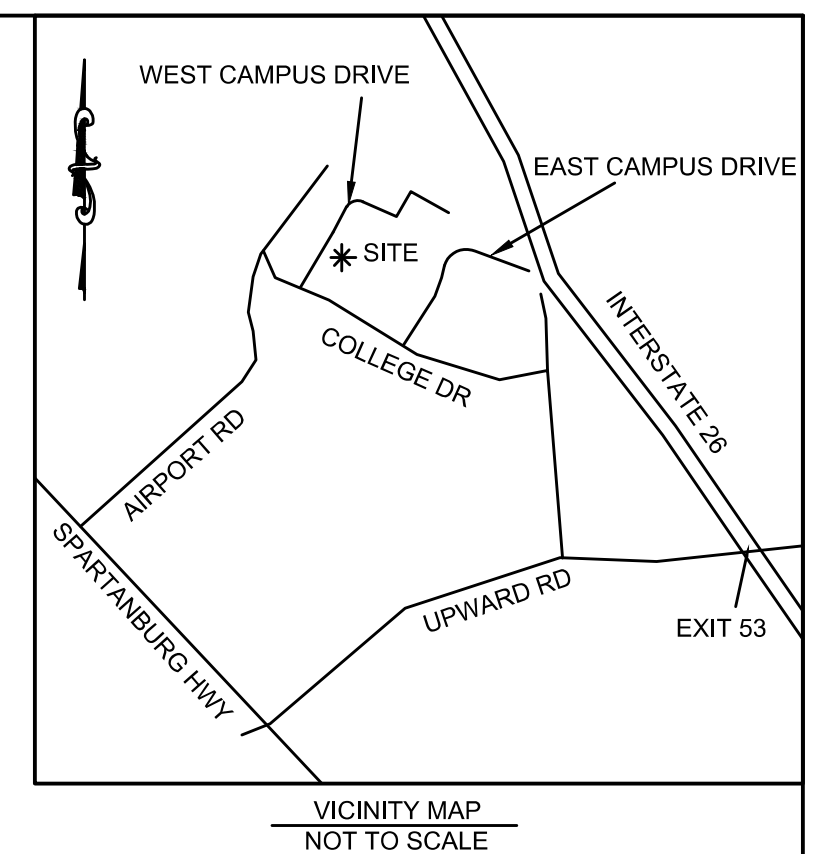 WEST CAMPUS DRIVE
EAST CAMPUS DRIVE
SITE
INTERSTATE 26
COLLEGE DR
AIRPORT RD
SPARTANBURG HWY
UPWARD RD
EXIT 53
VICINITY MAP
NOT TO SCALE